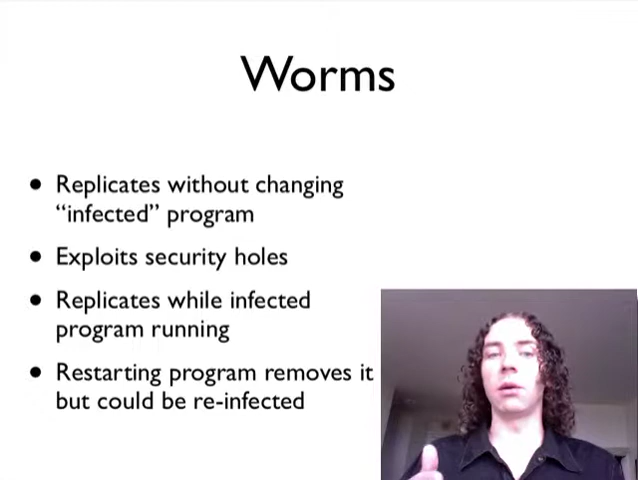 Worms
• Replicates without changing
“infected” program
• Exploits security holes
• Replicates while infected
program running
• Restarting program removes it
but could be re-infected